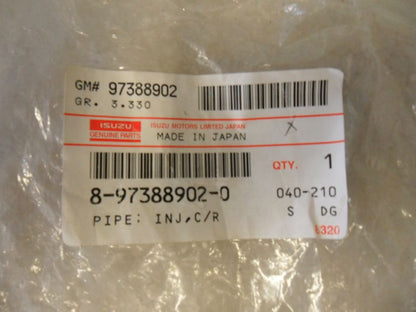 GM# 97388902
GR. 3.330
ISUZU
GENUINE PARTS
ISUZU MOTORS LIMITED JAPAN
MADE IN JAPAN
QTY. 1
8-97388902-0
040-210
PIPE: INJ,C/R
S DG